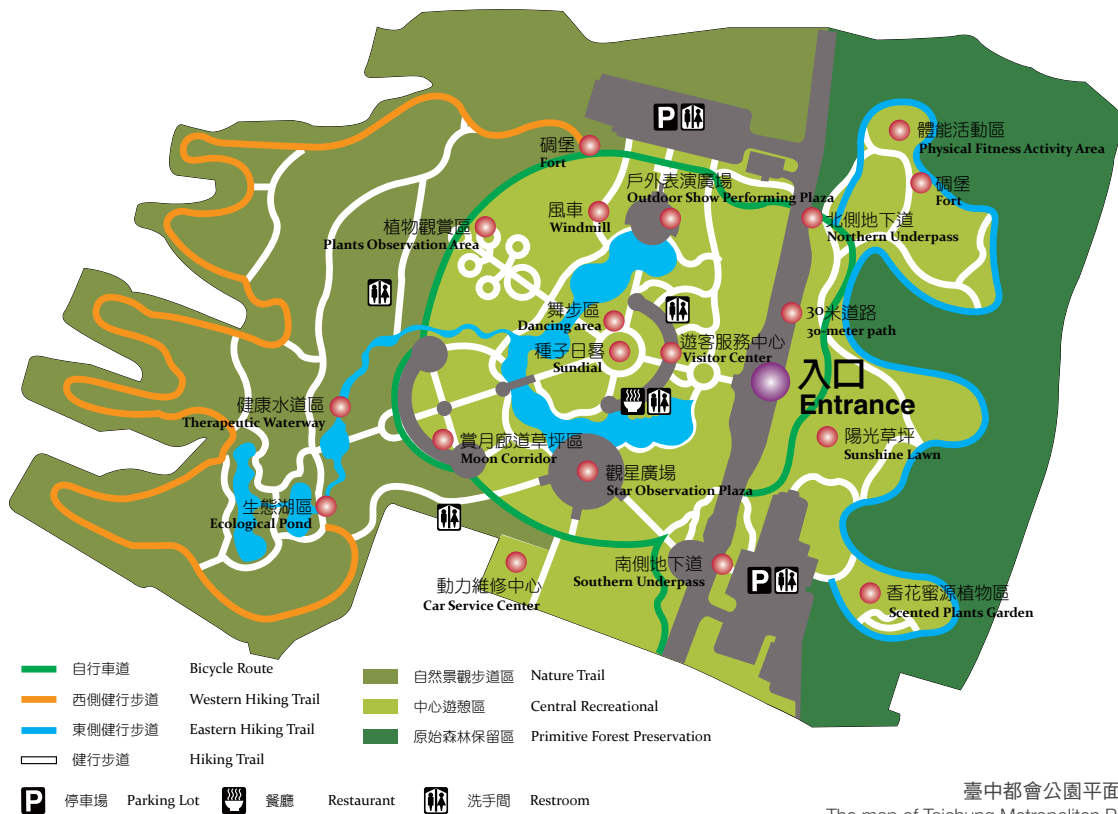 體能活動區
Physical Fitness Activity Area
碉堡
Fort
碉堡
Fort
戶外表演廣場
Outdoor Show Performing Plaza
風車
Windmill
植物觀賞區
Plants Observation Area
北側地下道
Northern Underpass
舞步區
Dancing area
30米道路
30-meter path
種子日晷
Sundial
遊客服務中心
Visitor Center
入口
Entrance
健康水道區
Therapeutic Waterway
賞月廊道草坪區
Moon Corridor
陽光草坪
Sunshine Lawn
觀星廣場
Star Observation Plaza
生態湖區
Ecological Pond
動力維修中心
Car Service Center
南側地下道
Southern Underpass
香花蜜源植物區
Scented Plants Garden
P
P
自行車道 Bicycle Route
西側健行步道 Western Hiking Trail
東側健行步道 Eastern Hiking Trail
健行步道 Hiking Trail
自然景觀步道區 Nature Trail
中心遊憩區 Central Recreational
原始森林保留區 Primitive Forest Preservation
P 停車場 Parking Lot 餐廳 Restaurant 洗手間 Restroom
臺中都會公園平面
The map of Taichung Metropolitan P